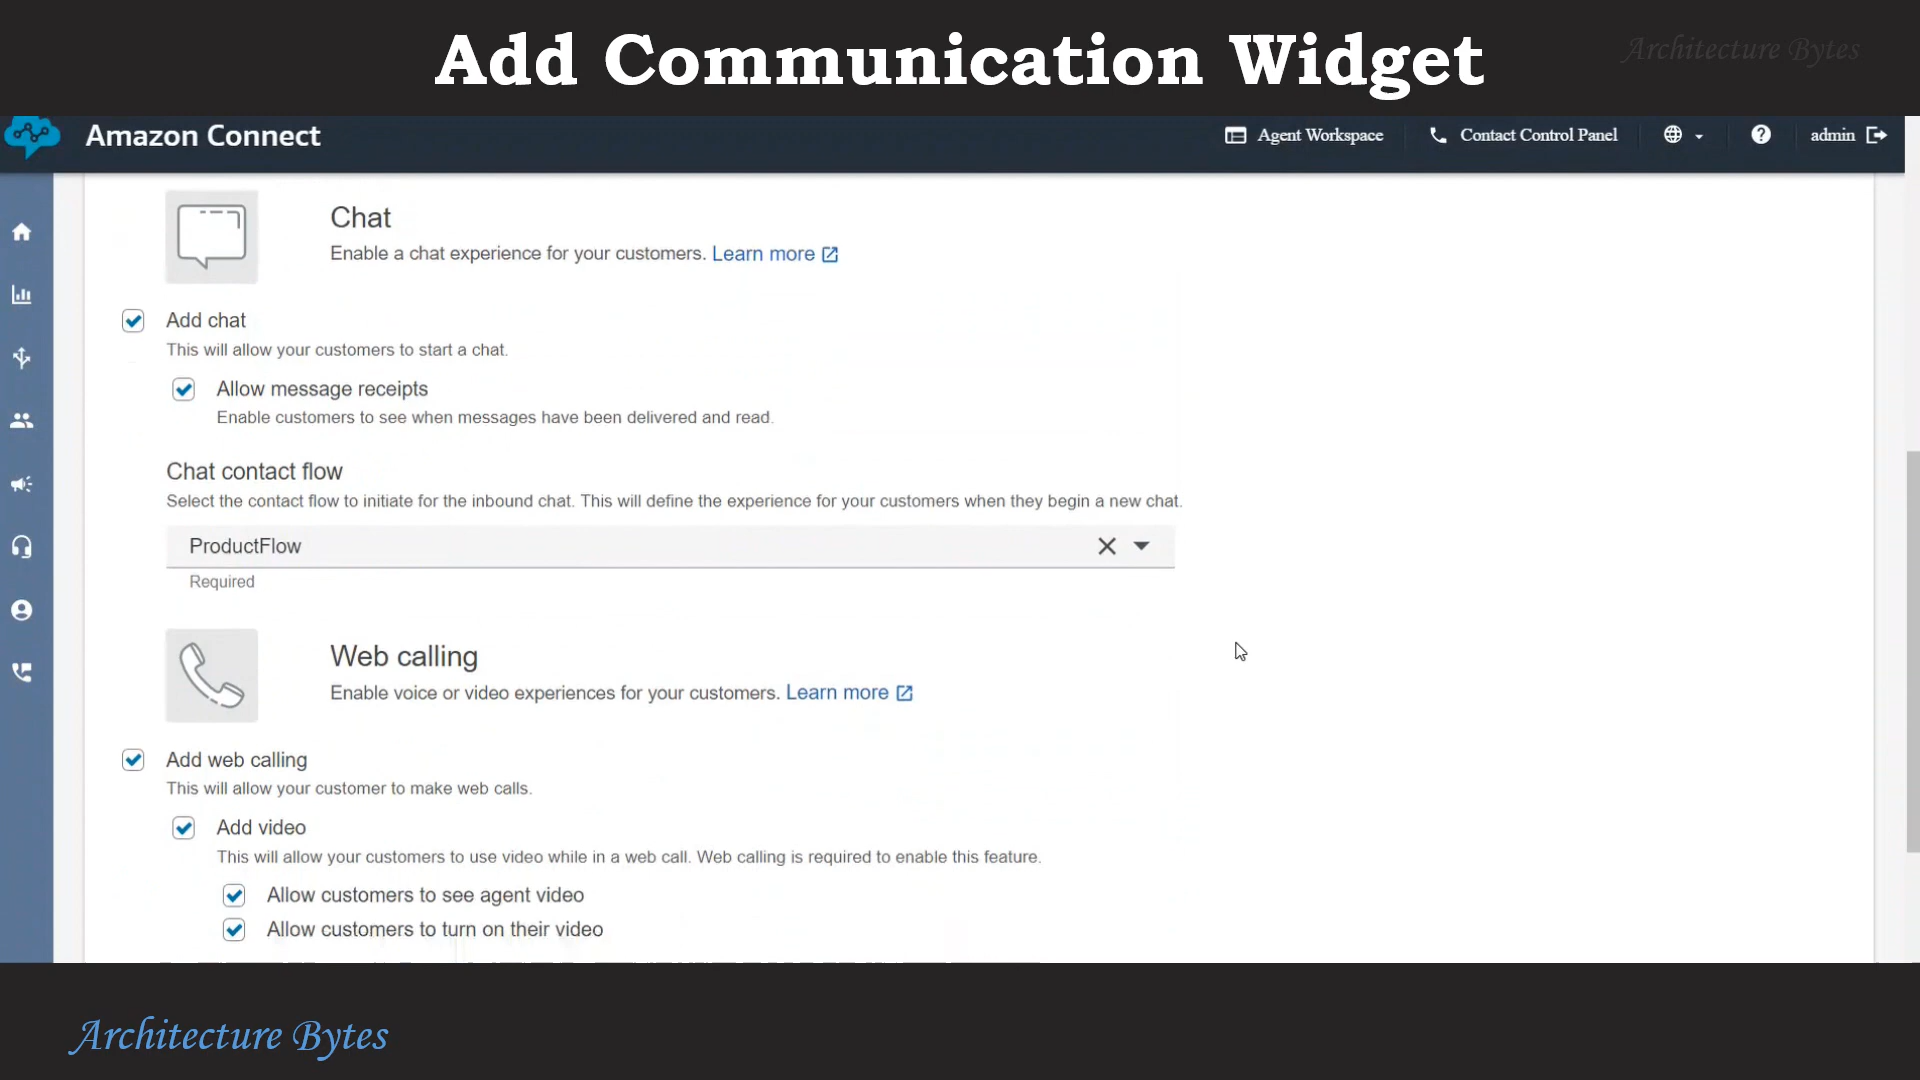 Add Communication Widget
Architecture Bytes
Amazon Connect
Agent Workspace
Contact Control Panel
admin
Chat
Enable a chat experience for your customers. Learn more
Add chat
This will allow your customers to start a chat.
Allow message receipts
Enable customers to see when messages have been delivered and read.
Chat contact flow
Select the contact flow to initiate for the inbound chat. This will define the experience for your customers when they begin a new chat.
ProductFlow
Required
Web calling
Enable voice or video experiences for your customers. Learn more
Add web calling
This will allow your customer to make web calls.
Add video
This will allow your customers to use video while in a web call. Web calling is required to enable this feature.
Allow customers to see agent video
Allow customers to turn on their video
Architecture Bytes